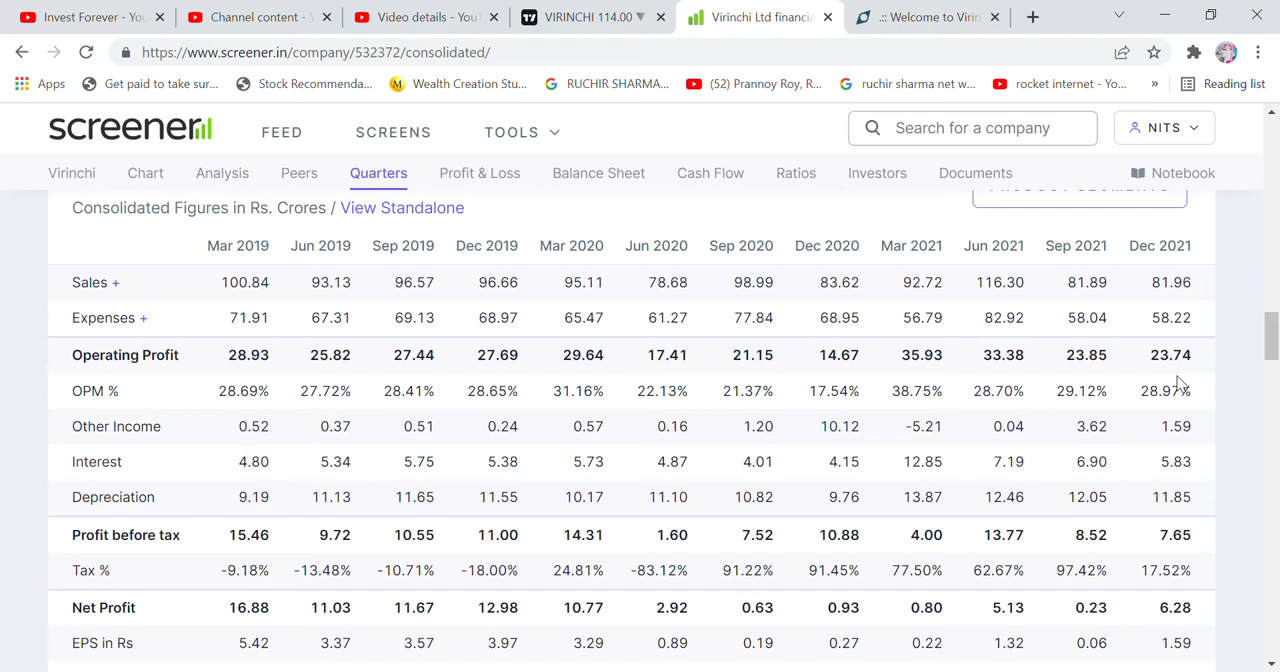 Invest Forever - Yo
Channel content -
Video details - You
VIRINCHI 114.00 ▼
Virinchi Ltd financia
.:: Welcome to Virin
https://www.screener.in/company/532372/consolidated/
Apps
Get paid to take sur...
Stock Recommenda...
Wealth Creation Stu...
RUCHIR SHARMA...
(52) Prannoy Roy, R...
ruchir sharma net w...
rocket internet - Yo...
»
Reading list
screener
FEED
SCREENS
TOOLS
Search for a company
NITS
Virinchi
Chart
Analysis
Peers
Quarters
Profit & Loss
Balance Sheet
Cash Flow
Ratios
Investors
Documents
Notebook
Consolidated Figures in Rs. Crores / View Standalone
Mar 2019 Jun 2019 Sep 2019 Dec 2019 Mar 2020 Jun 2020 Sep 2020 Dec 2020 Mar 2021 Jun 2021 Sep 2021 Dec 2021
Sales + 100.84 93.13 96.57 96.66 95.11 78.68 98.99 83.62 92.72 116.30 81.89 81.96
Expenses + 71.91 67.31 69.13 68.97 65.47 61.27 77.84 68.95 56.79 82.92 58.04 58.22
Operating Profit 28.93 25.82 27.44 27.69 29.64 17.41 21.15 14.67 35.93 33.38 23.85 23.74
OPM % 28.69% 27.72% 28.41% 28.65% 31.16% 22.13% 21.37% 17.54% 38.75% 28.70% 29.12% 28.97%
Other Income 0.52 0.37 0.51 0.24 0.57 0.16 1.20 10.12 -5.21 0.04 3.62 1.59
Interest 4.80 5.34 5.75 5.38 5.73 4.87 4.01 4.15 12.85 7.19 6.90 5.83
Depreciation 9.19 11.13 11.65 11.55 10.17 11.10 10.82 9.76 13.87 12.46 12.05 11.85
Profit before tax 15.46 9.72 10.55 11.00 14.31 1.60 7.52 10.88 4.00 13.77 8.52 7.65
Tax % -9.18% -13.48% -10.71% -18.00% 24.81% -83.12% 91.22% 91.45% 77.50% 62.67% 97.42% 17.52%
Net Profit 16.88 11.03 11.67 12.98 10.77 2.92 0.63 0.93 0.80 5.13 0.23 6.28
EPS in Rs 5.42 3.37 3.57 3.97 3.29 0.89 0.19 0.27 0.22 1.32 0.06 1.59